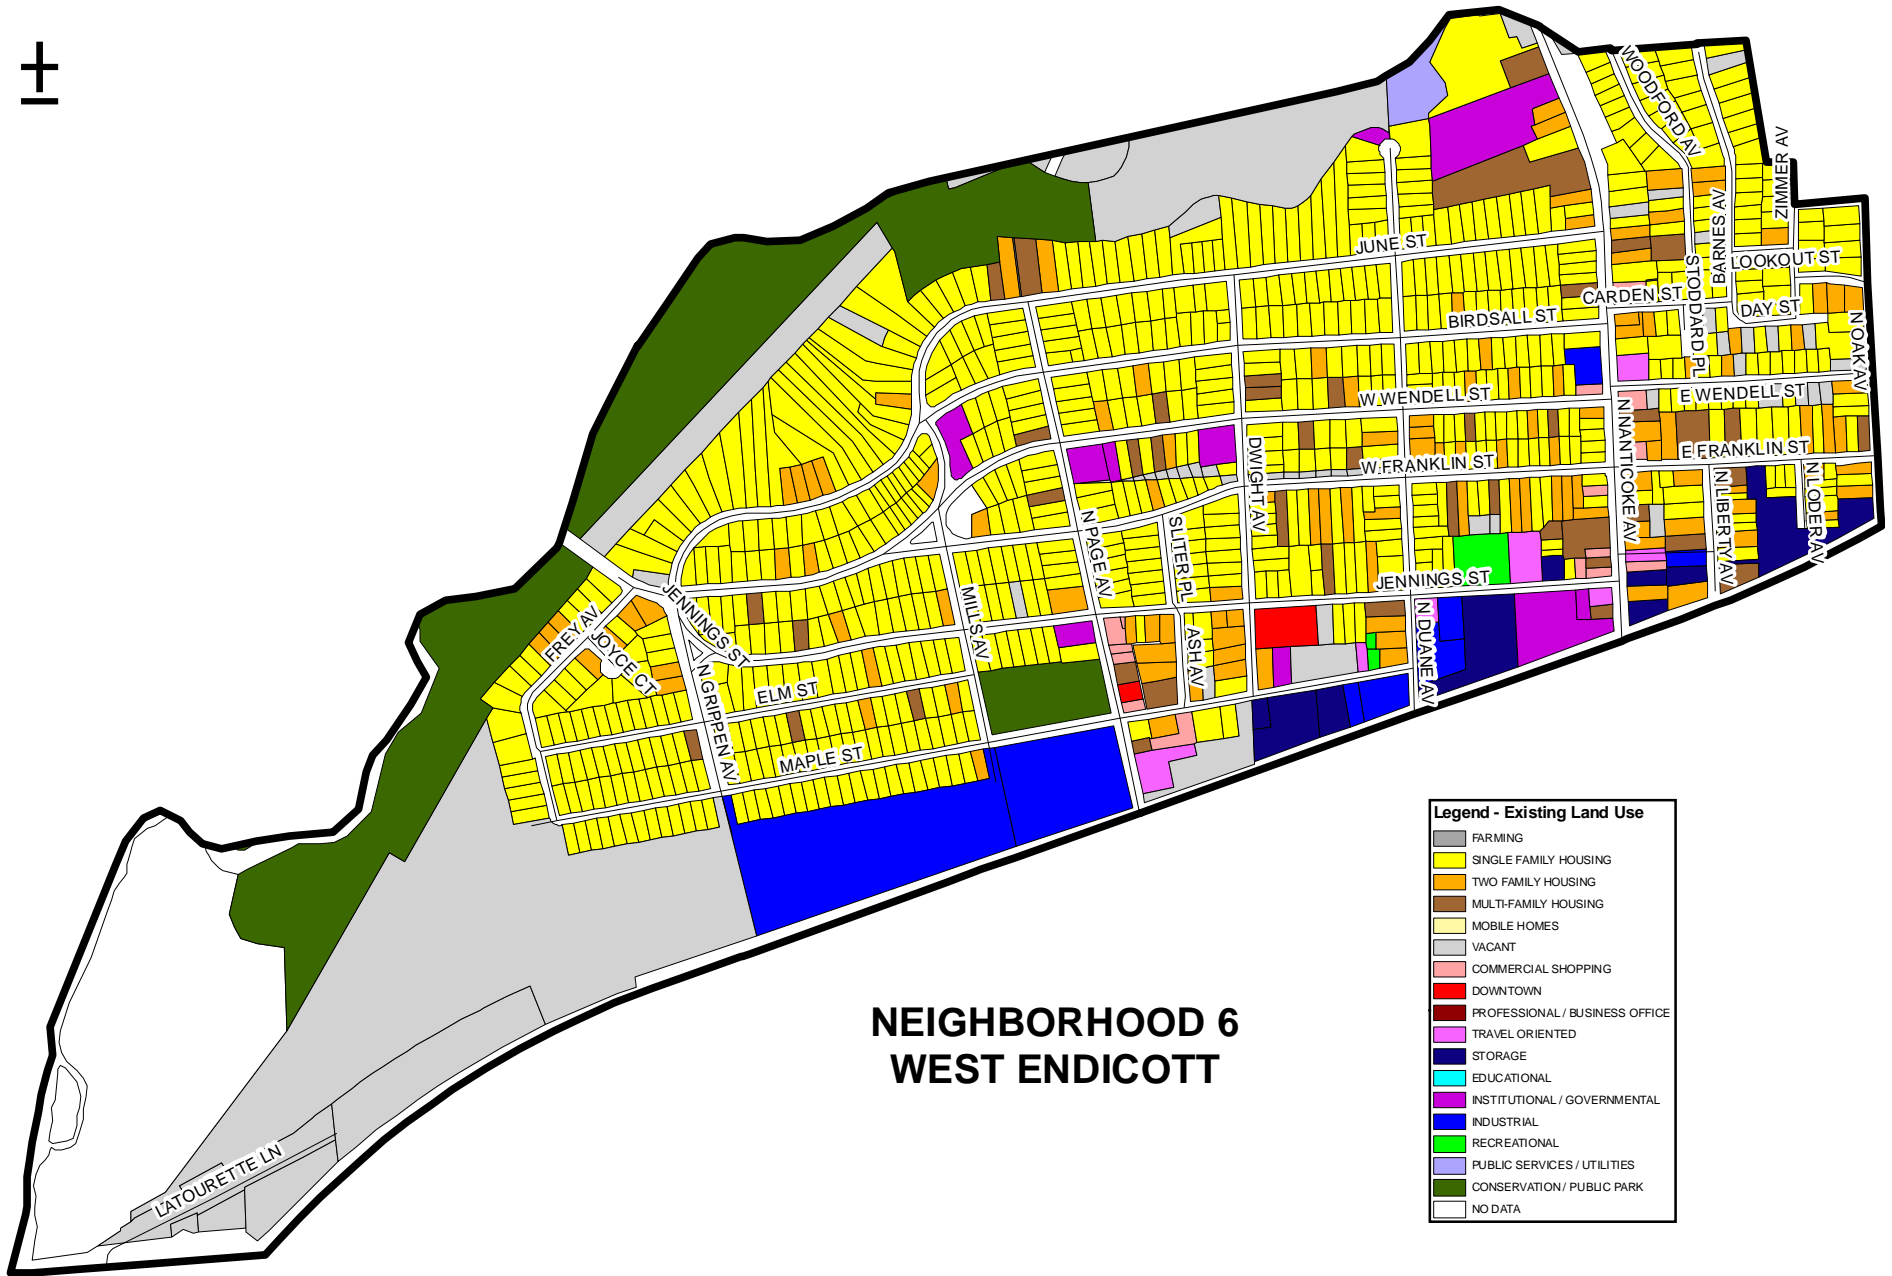 WOODFORD AV
ZIMMER AV
BARNES AV
JUNE ST
LOOKOUT ST
STODDARD PL
CARDEN ST
DAY ST
BIRDSALL ST
N OAK AV
W WENDELL ST
E WENDELL ST
N NANTICOKE AV
DWIGHT AV
W FRANKLIN ST
E FRANKLIN ST
N LIBERTY AV
N LODER AV
N PAGE AV
SLITER PL
JENNINGS ST
JENNINGS ST
FREY AV
JOYCE CT
MILLS AV
ASH AV
N DUANE AV
N GRIPPEN AV
ELM ST
MAPLE ST
LATOURETTE LN
NEIGHBORHOOD 6
WEST ENDICOTT
Legend - Existing Land Use
FARMING
SINGLE FAMILY HOUSING
TWO FAMILY HOUSING
MULTI-FAMILY HOUSING
MOBILE HOMES
VACANT
COMMERCIAL SHOPPING
DOWNTOWN
PROFESSIONAL / BUSINESS OFFICE
TRAVEL ORIENTED
STORAGE
EDUCATIONAL
INSTITUTIONAL / GOVERNMENTAL
INDUSTRIAL
RECREATIONAL
PUBLIC SERVICES / UTILITIES
CONSERVATION / PUBLIC PARK
NO DATA